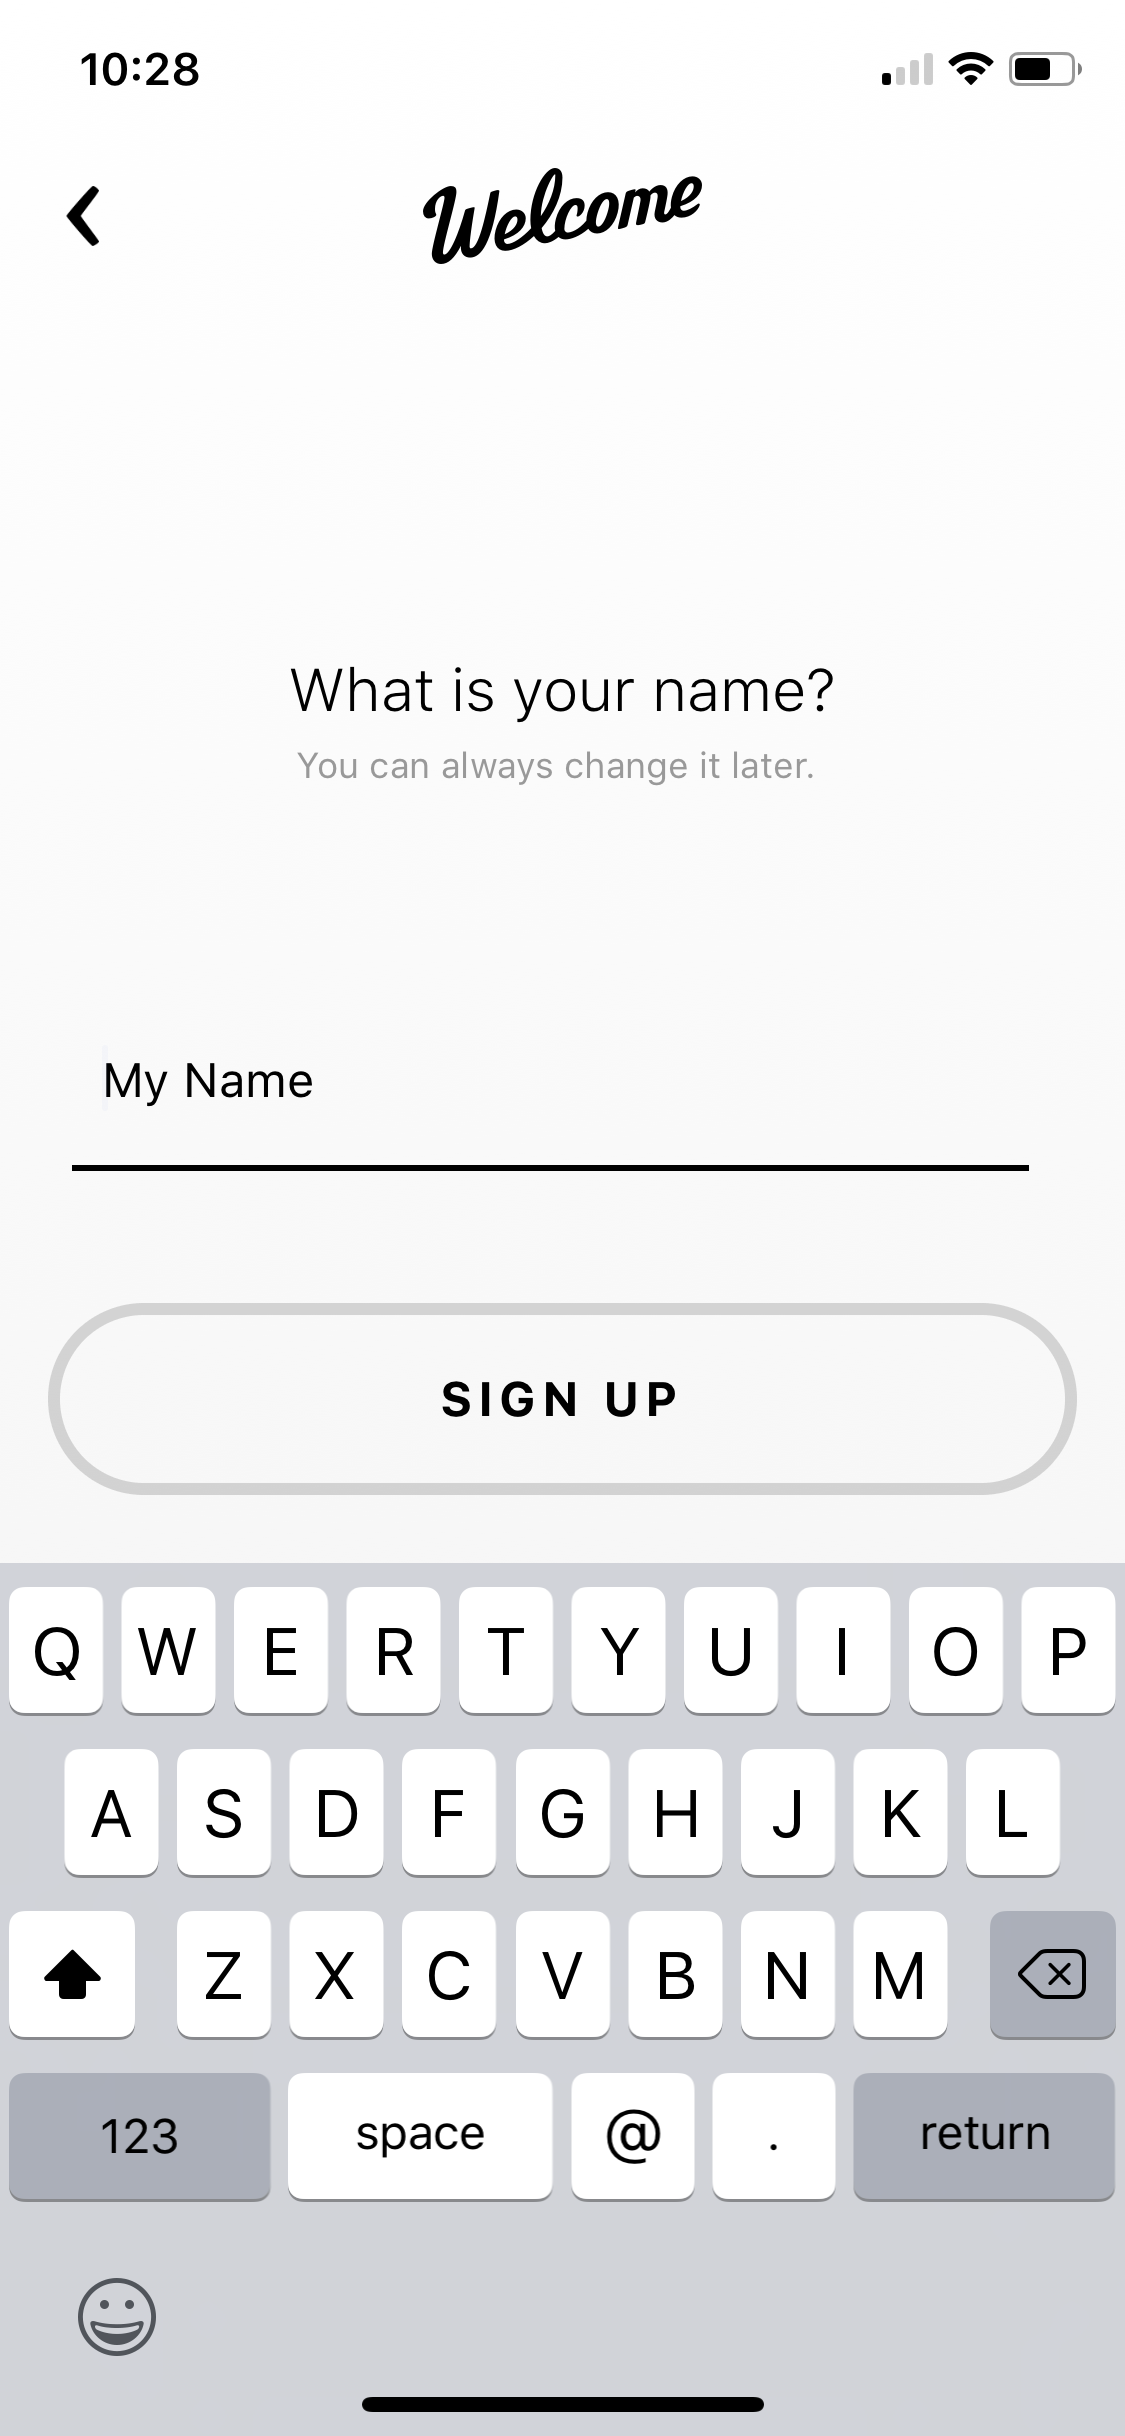 10:28
Welcome
What is your name?
You can always change it later.
My Name
SIGN UP
Q W E R T Y U I O P
A S D F G H J K L
Z X C V B N M
123 space @ . return